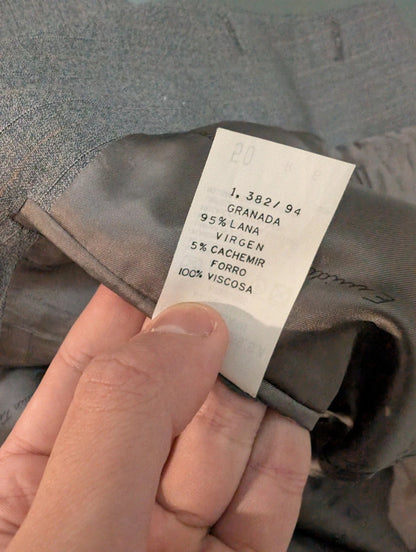 1,382/94
GRANADA
95% LANA
VIRGEN
5% CACHEMIR
FORRO
100% VISCOSA